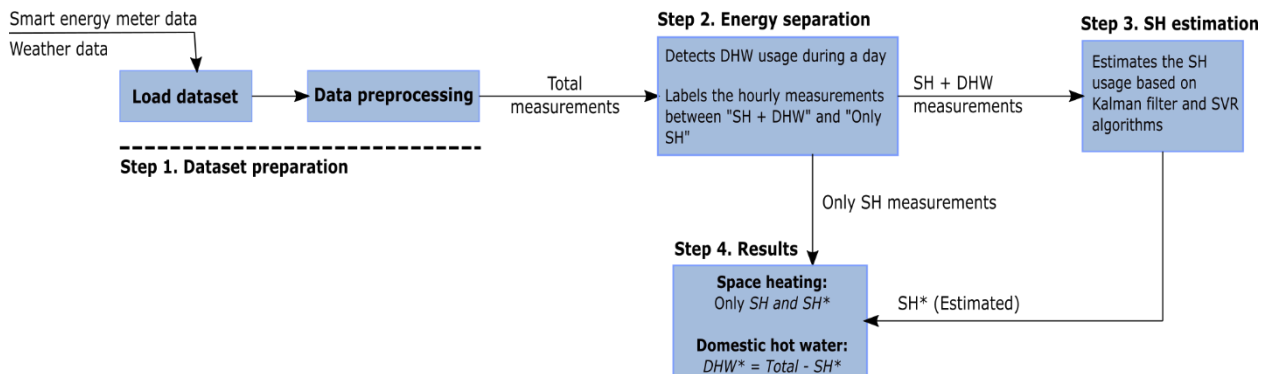 Smart energy meter data
Weather data
Load dataset
Data preprocessing
Step 1. Dataset preparation
Total
measurements
Step 2. Energy separation
Detects DHW usage during a day
Labels the hourly measurements
between "SH + DHW" and "Only
SH"
SH + DHW
measurements
Step 3. SH estimation
Estimates the SH
usage based on
Kalman filter and SVR
algorithms
Only SH measurements
Step 4. Results
Space heating:
Only SH and SH*
Domestic hot water:
DHW* = Total - SH*
SH* (Estimated)